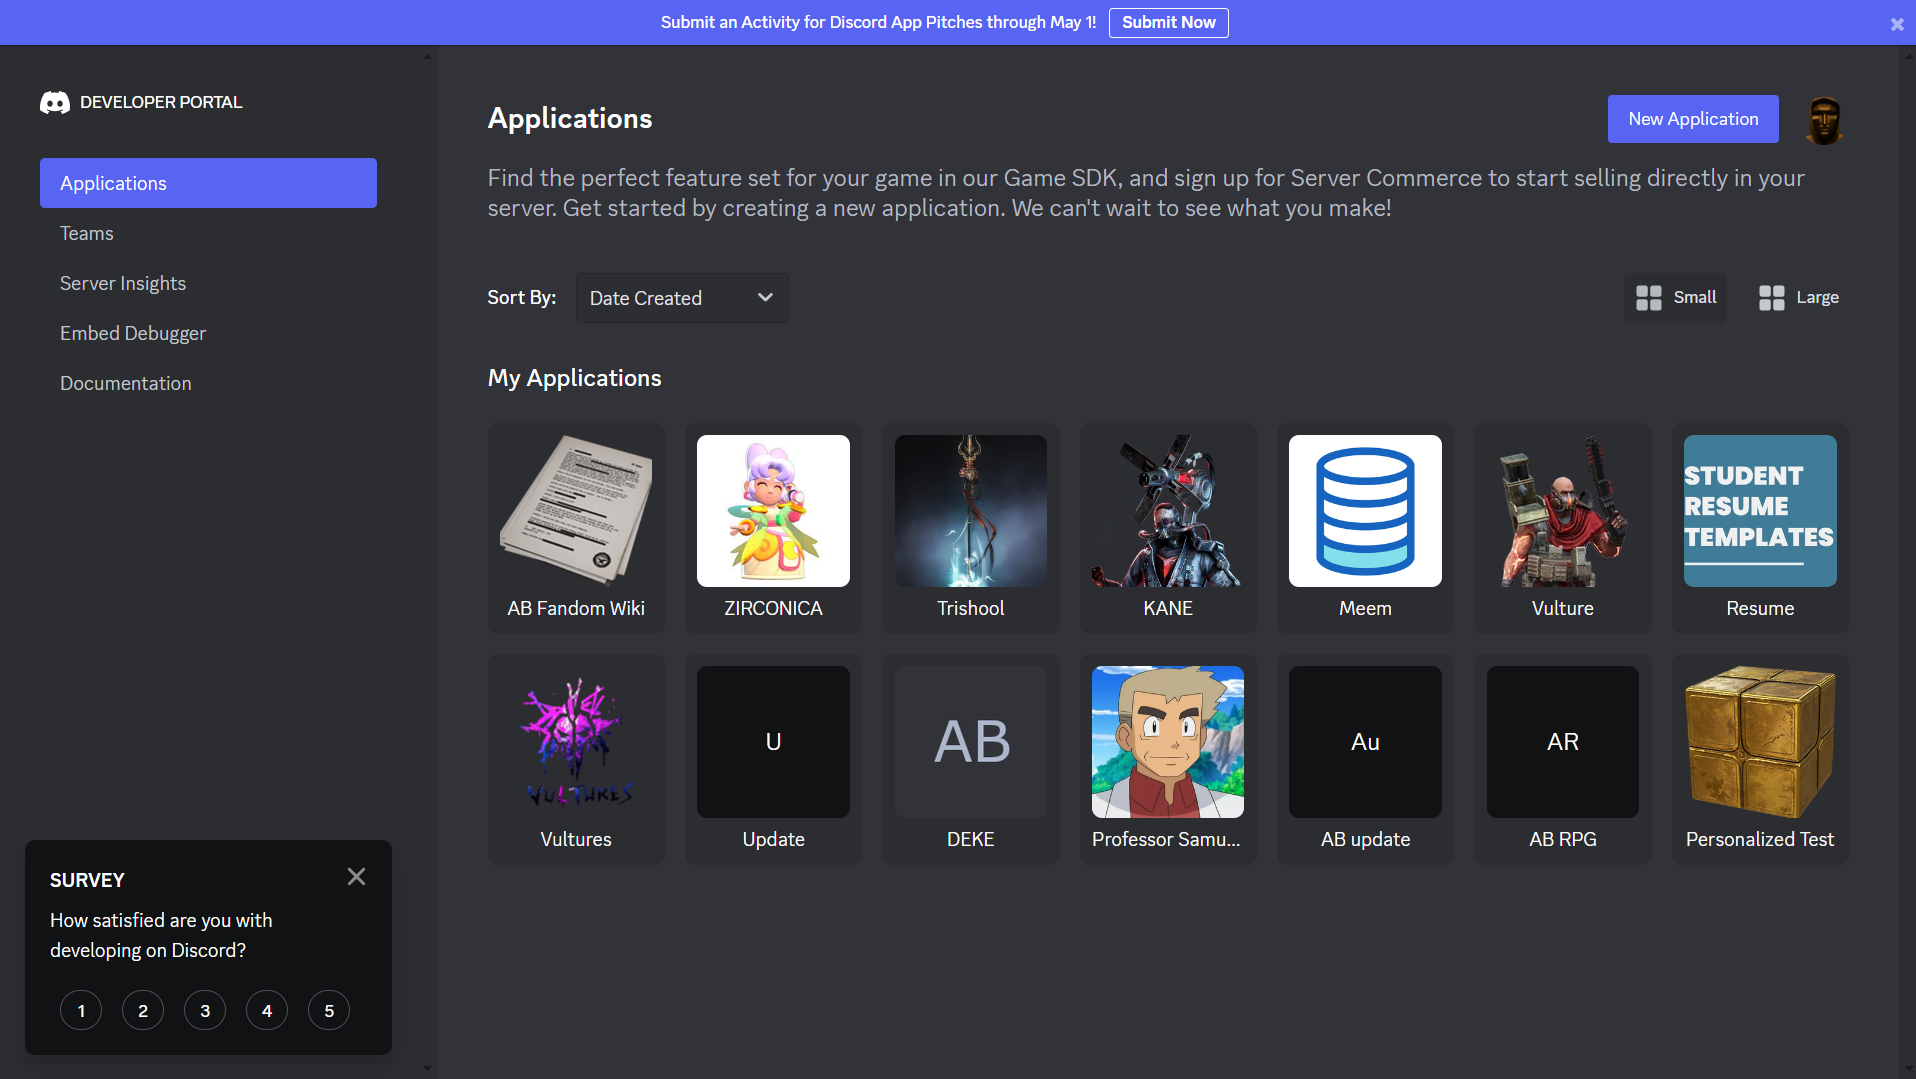 Submit an Activity for Discord App Pitches through May 1!
Submit Now
DEVELOPER PORTAL
Applications
Teams
Server Insights
Embed Debugger
Documentation
Applications
New Application
Find the perfect feature set for your game in our Game SDK, and sign up for Server Commerce to start selling directly in your
server. Get started by creating a new application. We can't wait to see what you make!
Sort By:
Date Created
Small
Large
My Applications
STUDENT
RESUME
TEMPLATES
AB Fandom Wiki
ZIRCONICA
Trishool
KANE
Meem
Vulture
Resume
VULTURES
U
AB
Au
AR
Vultures
Update
DEKE
Professor Samu...
AB update
AB RPG
Personalized Test
SURVEY
How satisfied are you with
developing on Discord?
1
2
3
4
5